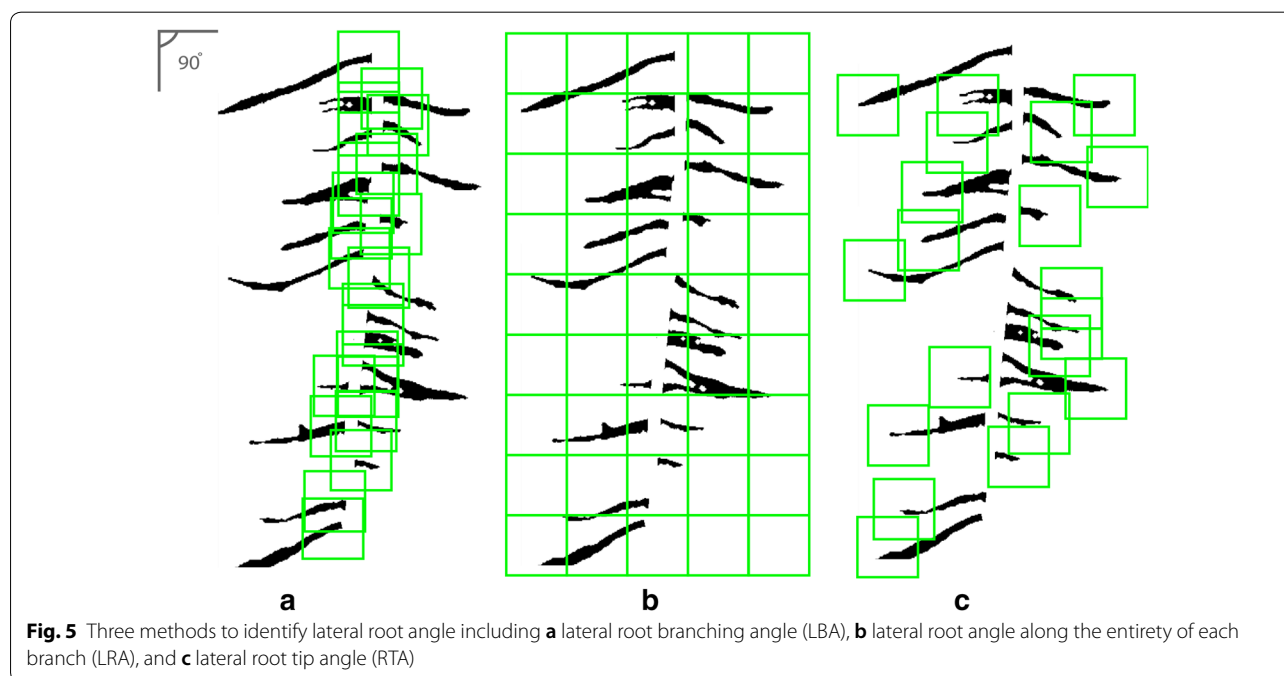 90°
a b c
Fig. 5 Three methods to identify lateral root angle including a lateral root branching angle (LBA), b lateral root angle along the entirety of each
branch (LRA), and c lateral root tip angle (RTA)